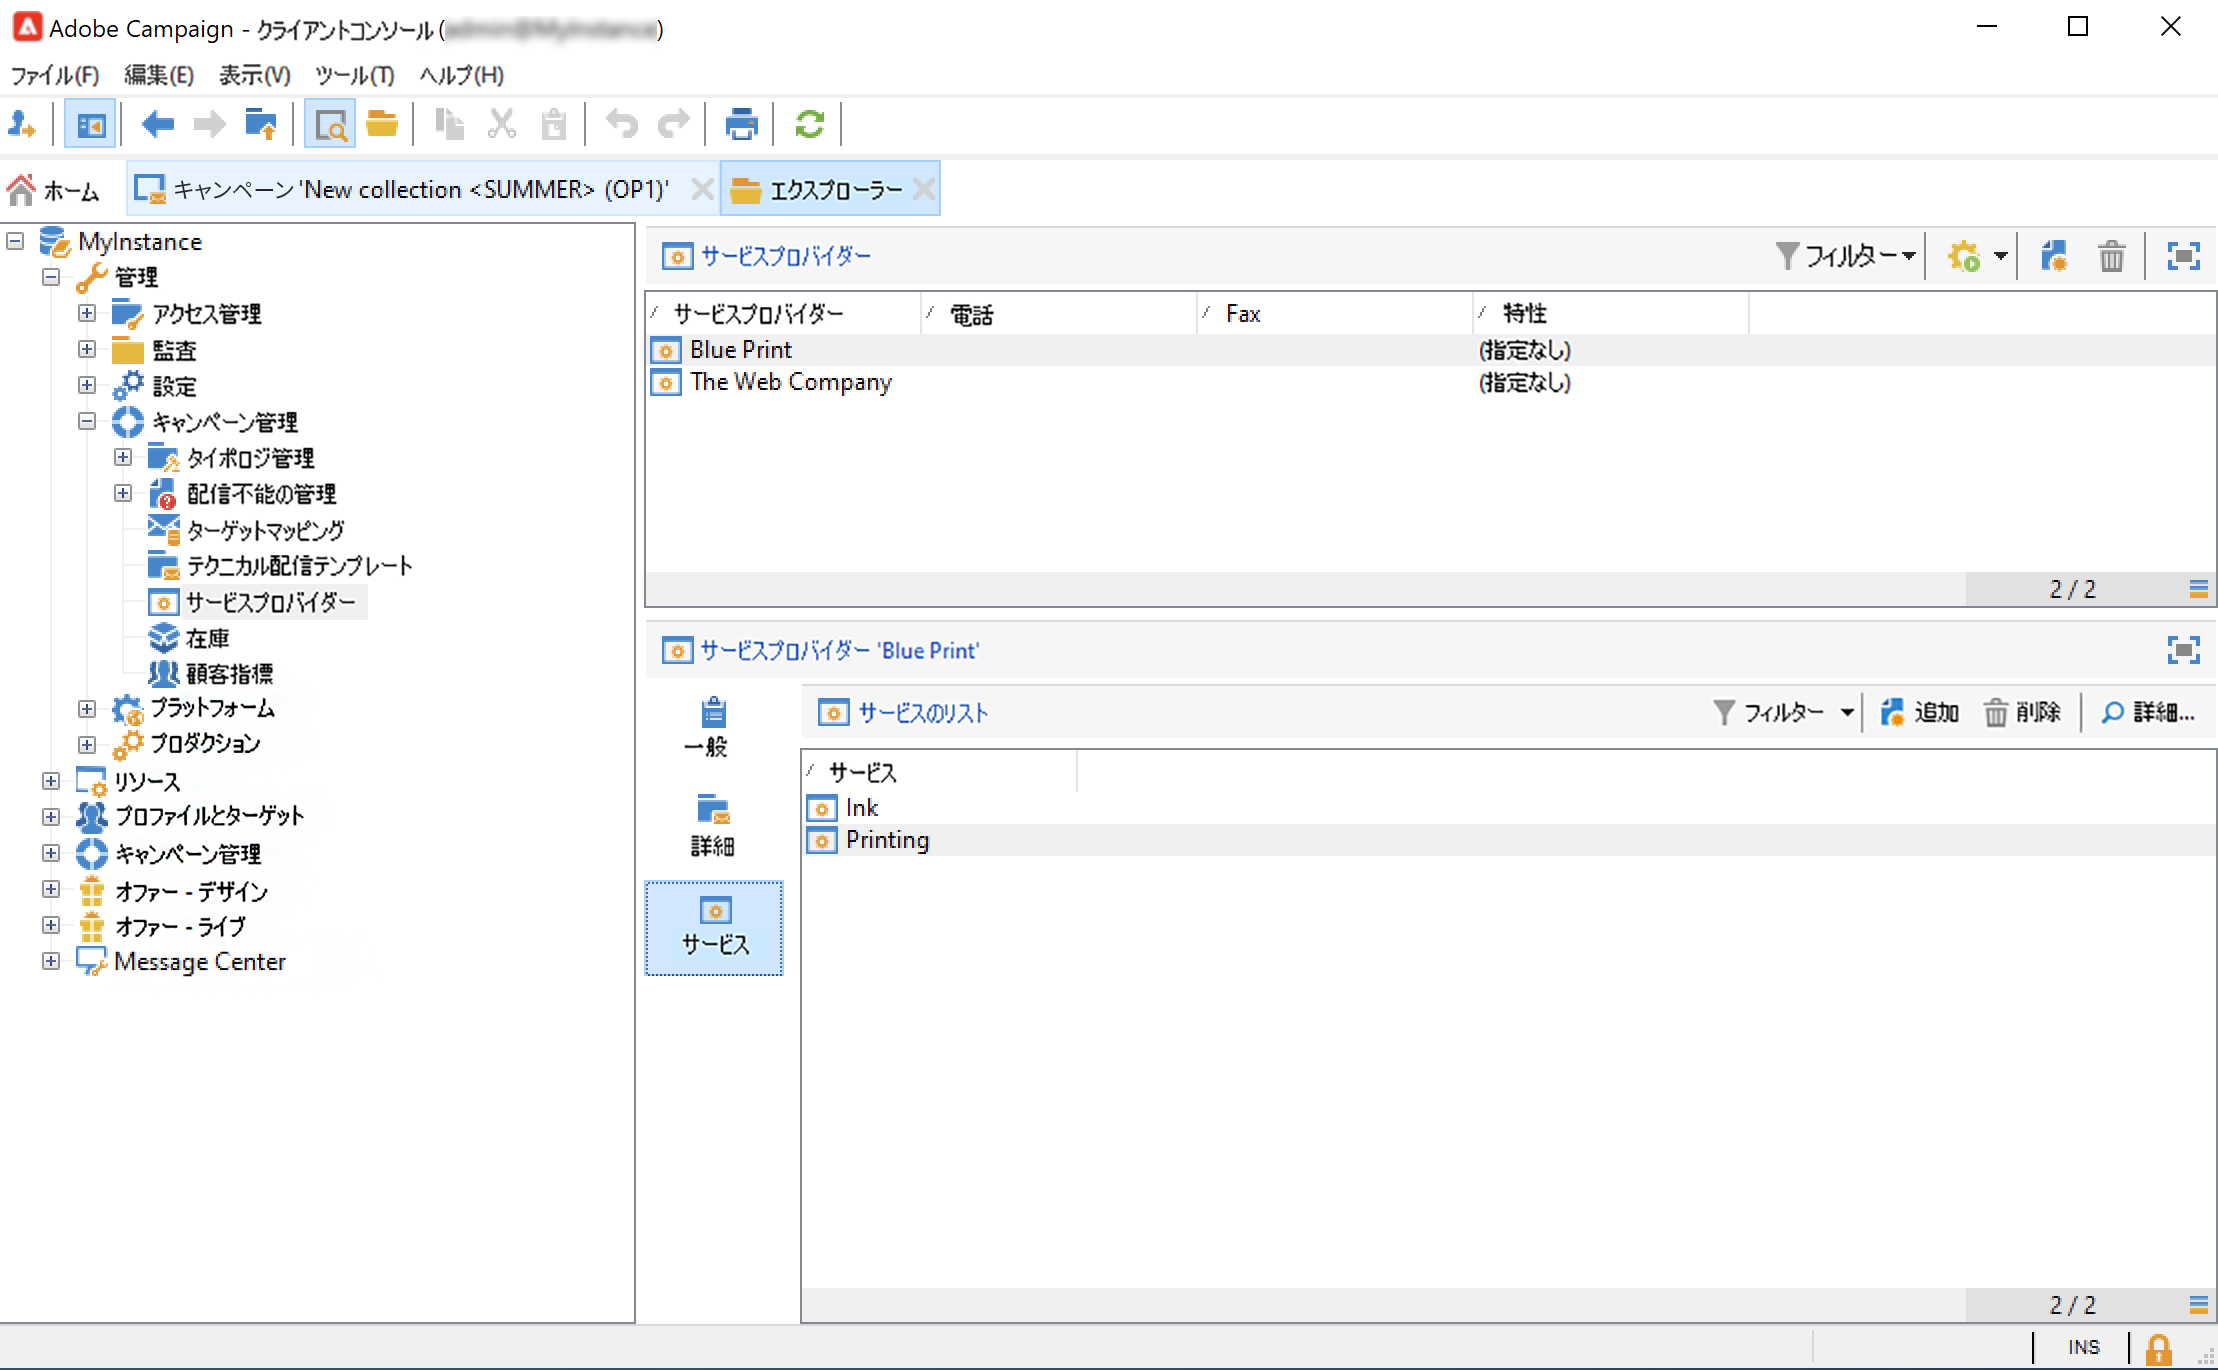 Adobe Campaign - クライアントコンソール ( )
ファイル(F) 編集(E) 表示(V) ツール(T) ヘルプ(H)
ホーム キャンペーン 'New collection <SUMMER> (OP1)' エクスプローラー
MyInstance
管理
アクセス管理
監査
設定
キャンペーン管理
タイポロジ管理
配信不能の管理
ターゲットマッピング
テクニカル配信テンプレート
サービスプロバイダー
在庫
顧客指標
プラットフォーム
プロダクション
リソース
プロファイルとターゲット
キャンペーン管理
オファー - デザイン
オファー - ライブ
Message Center
サービスプロバイダー フィルター
サービスプロバイダー 電話 Fax 特性
Blue Print (指定なし)
The Web Company (指定なし)
2 / 2
サービスプロバイダー 'Blue Print'
一般
詳細
サービス
サービスのリスト フィルター 追加 削除 詳細...
サービス
Ink
Printing
2 / 2
INS